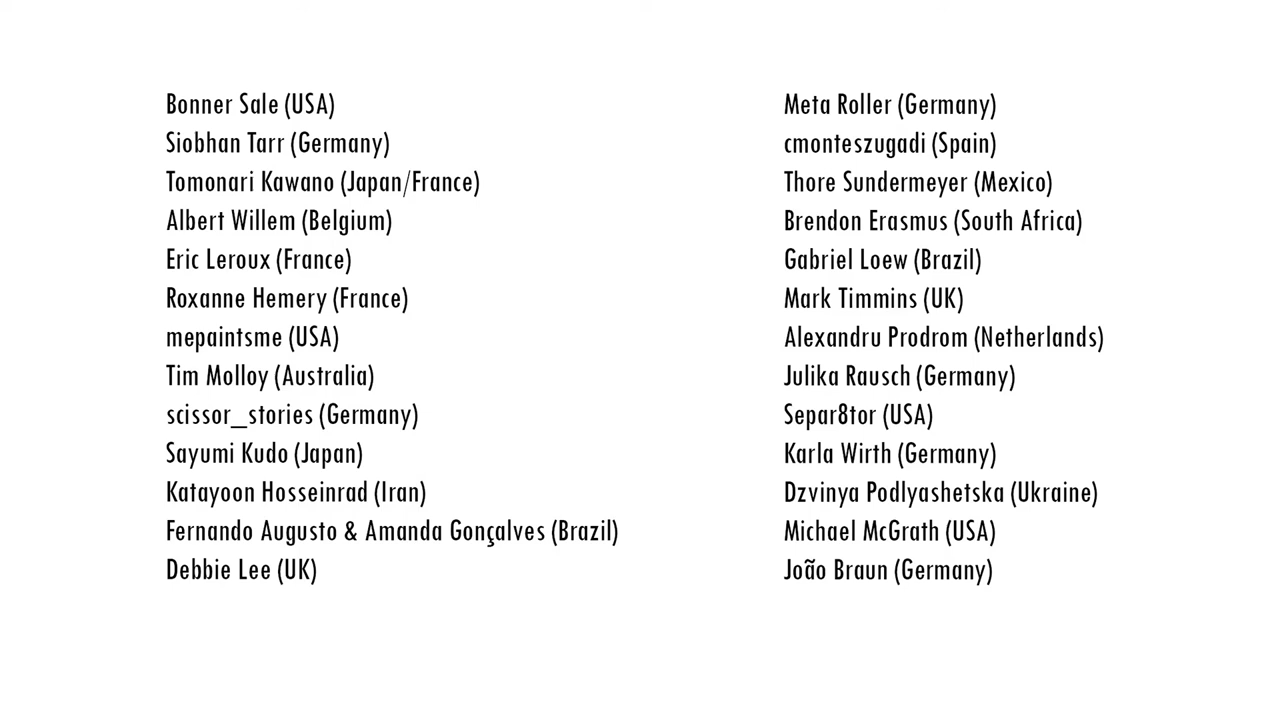 Bonner Sale (USA)
Siobhan Tarr (Germany)
Tomonari Kawano (Japan/France)
Albert Willem (Belgium)
Eric Leroux (France)
Roxanne Hemery (France)
mepaintsme (USA)
Tim Molloy (Australia)
scissor_stories (Germany)
Sayumi Kudo (Japan)
Katayoon Hosseinrad (Iran)
Fernando Augusto & Amanda Gonçalves (Brazil)
Debbie Lee (UK)
Meta Roller (Germany)
cmonteszugadi (Spain)
Thore Sundermeyer (Mexico)
Brendon Erasmus (South Africa)
Gabriel Loew (Brazil)
Mark Timmins (UK)
Alexandru Prodrom (Netherlands)
Julika Rausch (Germany)
Separ8tor (USA)
Karla Wirth (Germany)
Dzvinya Podlyashetska (Ukraine)
Michael McGrath (USA)
João Braun (Germany)